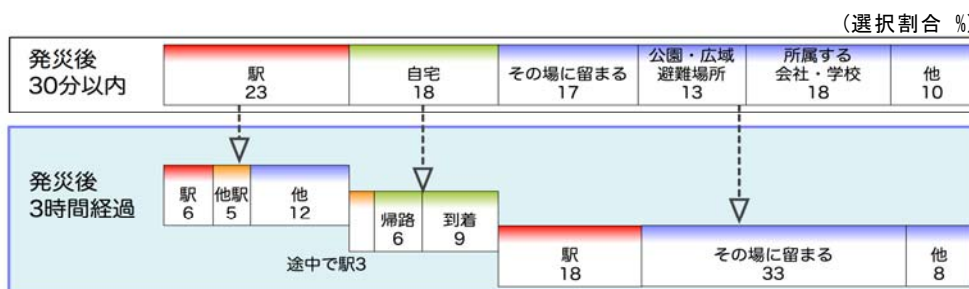 (選択割合 %)
発災後
30分以内
駅
23
自宅
18
その場に留まる
17
公園・広域
避難場所
13
所属する
会社・学校
18
他
10
発災後
3時間経過
駅
6
他駅
5
他
12
途中で駅3
帰路
6
到着
9
駅
18
その場に留まる
33
他
8